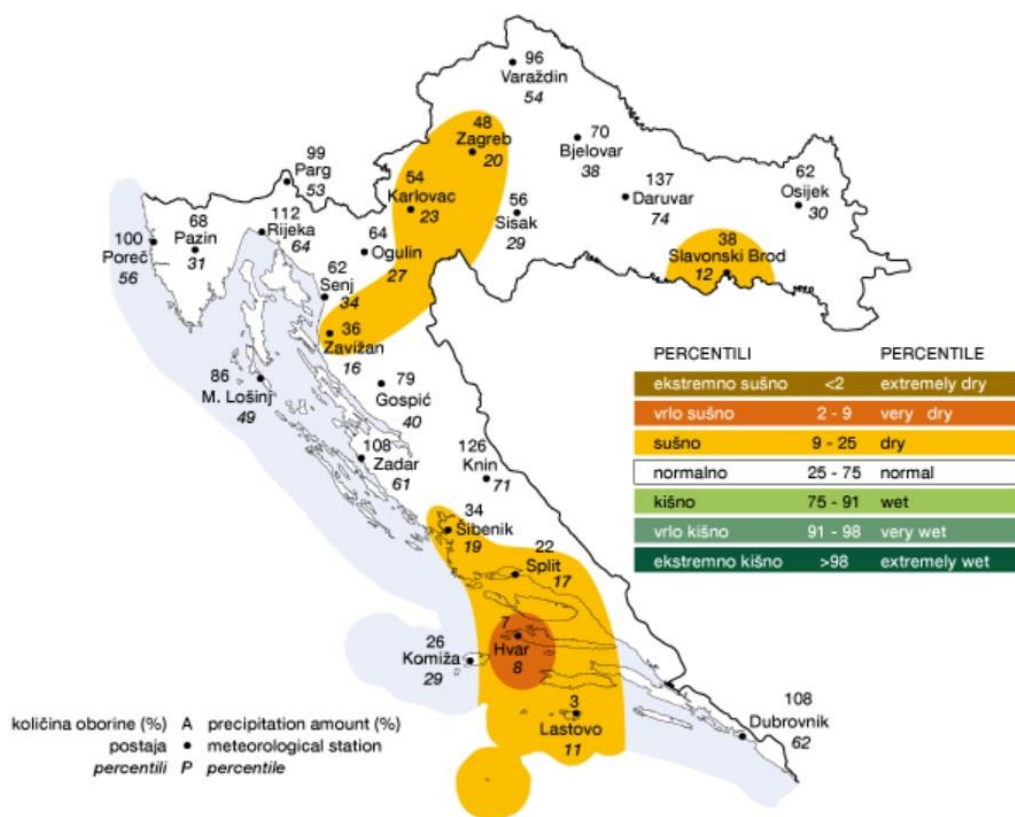 96
Varaždin
54
48
Zagreb
20
70
Bjelovar
38
99
Parg
53
54
Karlovac
23
56
Sisak
29
137
Daruvar
74
62
Osijek
30
100
Poreč
56
68
Pazin
31
112
Rijeka
64
64
Ogulin
27
38
Slavonski Brod
12
62
Senj
34
36
Zavižan
16
86
M. Lošinj
49
79
Gospić
40
108
Zadar
61
126
Knin
71
34
Šibenik
19
22
Split
17
7
Hvar
8
26
Komiža
29
3
Lastovo
11
108
Dubrovnik
62
PERCENTILI PERCENTILE
ekstremno sušno <2 extremely dry
vrlo sušno 2 - 9 very dry
sušno 9 - 25 dry
normalno 25 - 75 normal
kišno 75 - 91 wet
vrlo kišno 91 - 98 very wet
ekstremno kišno >98 extremely wet
količina oborine (%) A precipitation amount (%)
postaja • meteorological station
percentili P percentile